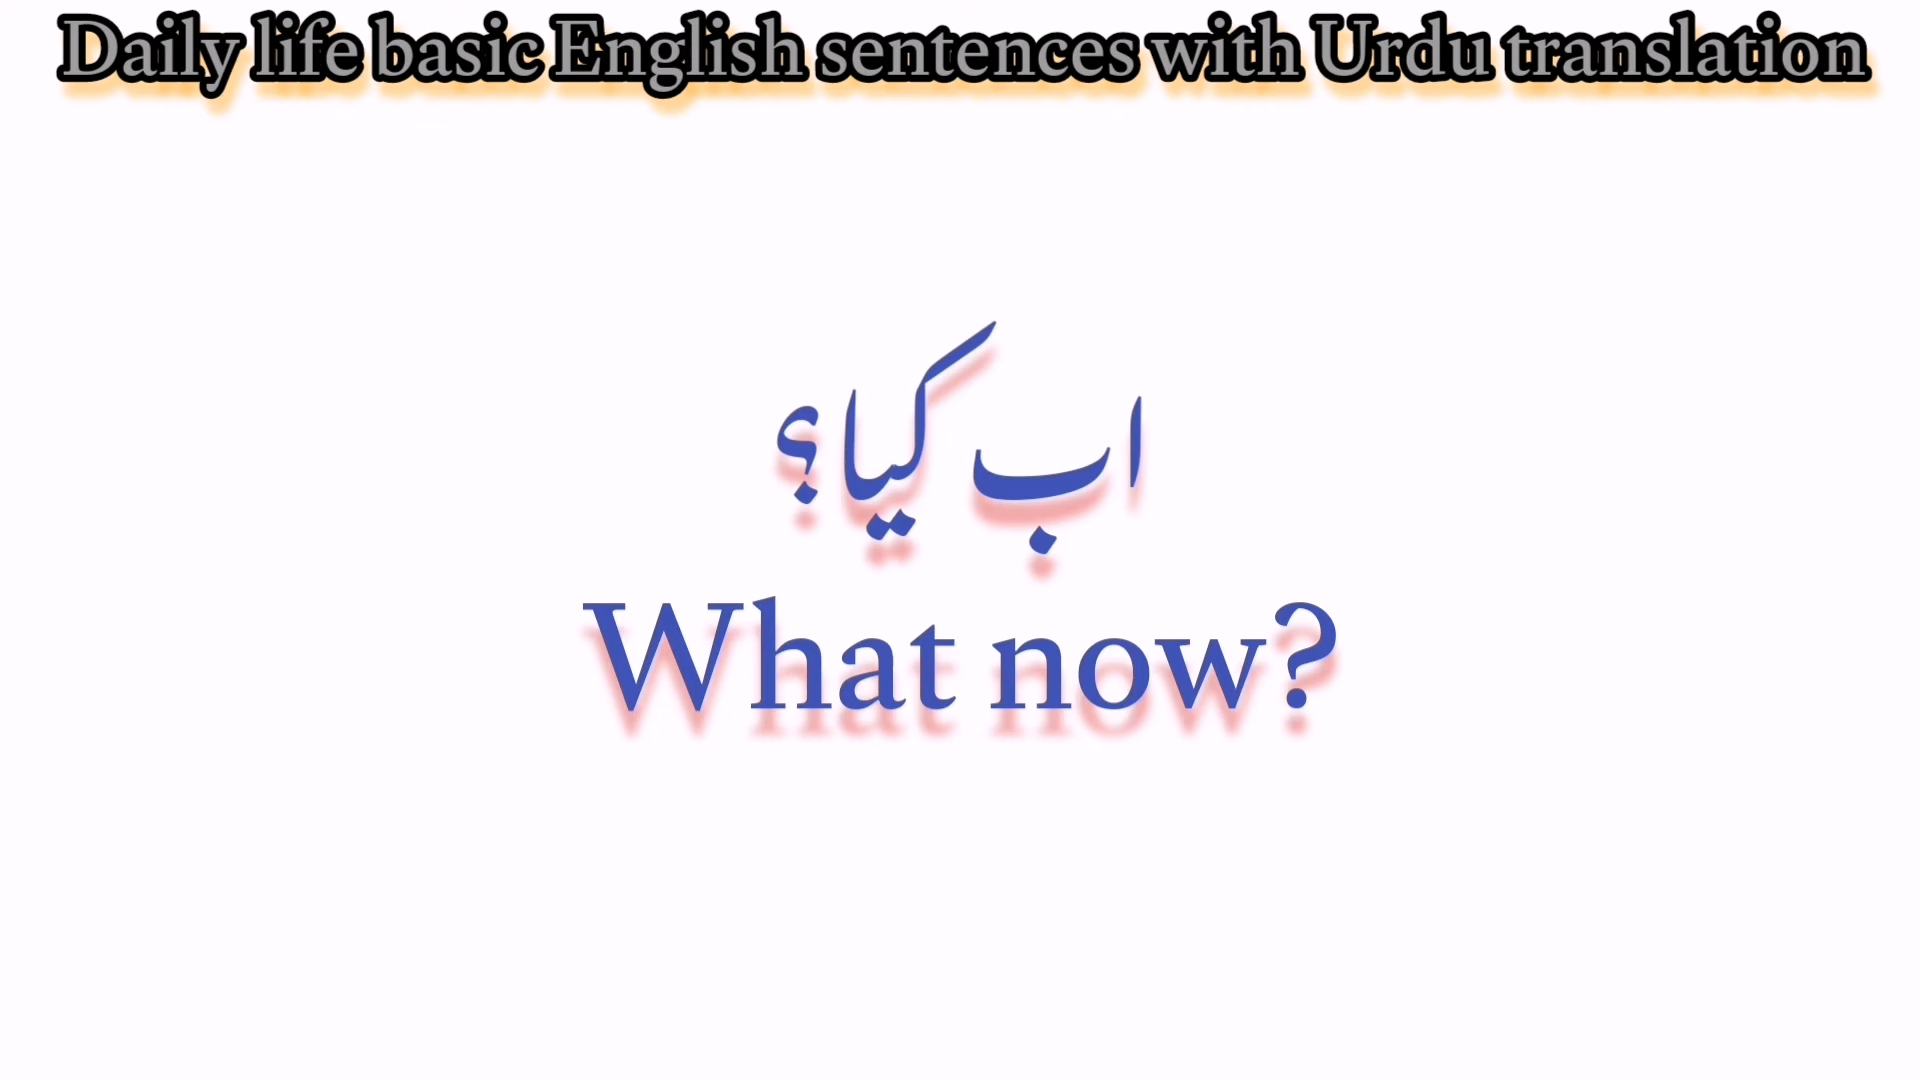 Daily life basic English sentences with Urdu translation
اب کیا؟
What now?